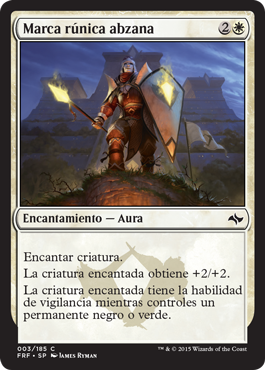 Marca rúnica abzana 2
Encantamiento — Aura
Encantar criatura.
La criatura encantada obtiene +2/+2.
La criatura encantada tiene la habilidad
de vigilancia mientras controles un
permanente negro o verde.
003/185 C
FRF • SP JAMES RYMAN
™ & © 2015 Wizards of the Coast